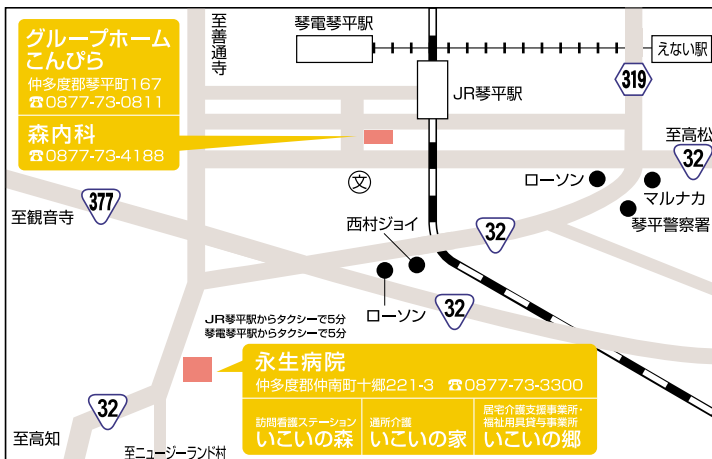 グループホーム
こんぴら
仲多度郡琴平町167
☎0877-73-0811
森内科
☎0877-73-4188
至善通寺
琴電琴平駅
えない駅
319
JR琴平駅
至高松
32
文
ローソン
マルナカ
琴平警察署
377
至観音寺
西村ジョイ
32
ローソン
32
JR琴平駅からタクシーで5分
琴電琴平駅からタクシーで5分
永生病院
仲多度郡仲南町十郷221-3 ☎0877-73-3300
訪問看護ステーション
いこいの森
通所介護
いこいの家
居宅介護支援事業所・
福祉用具貸与事業所
いこいの郷
32
至高知
至ニュージーランド村